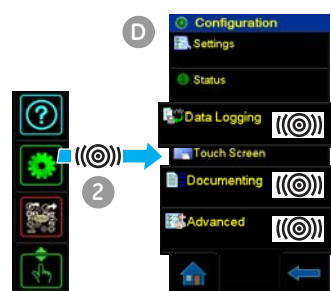 D
Configuration
Settings
Status
Data Logging
Touch Screen
Documenting
Advanced
?
2